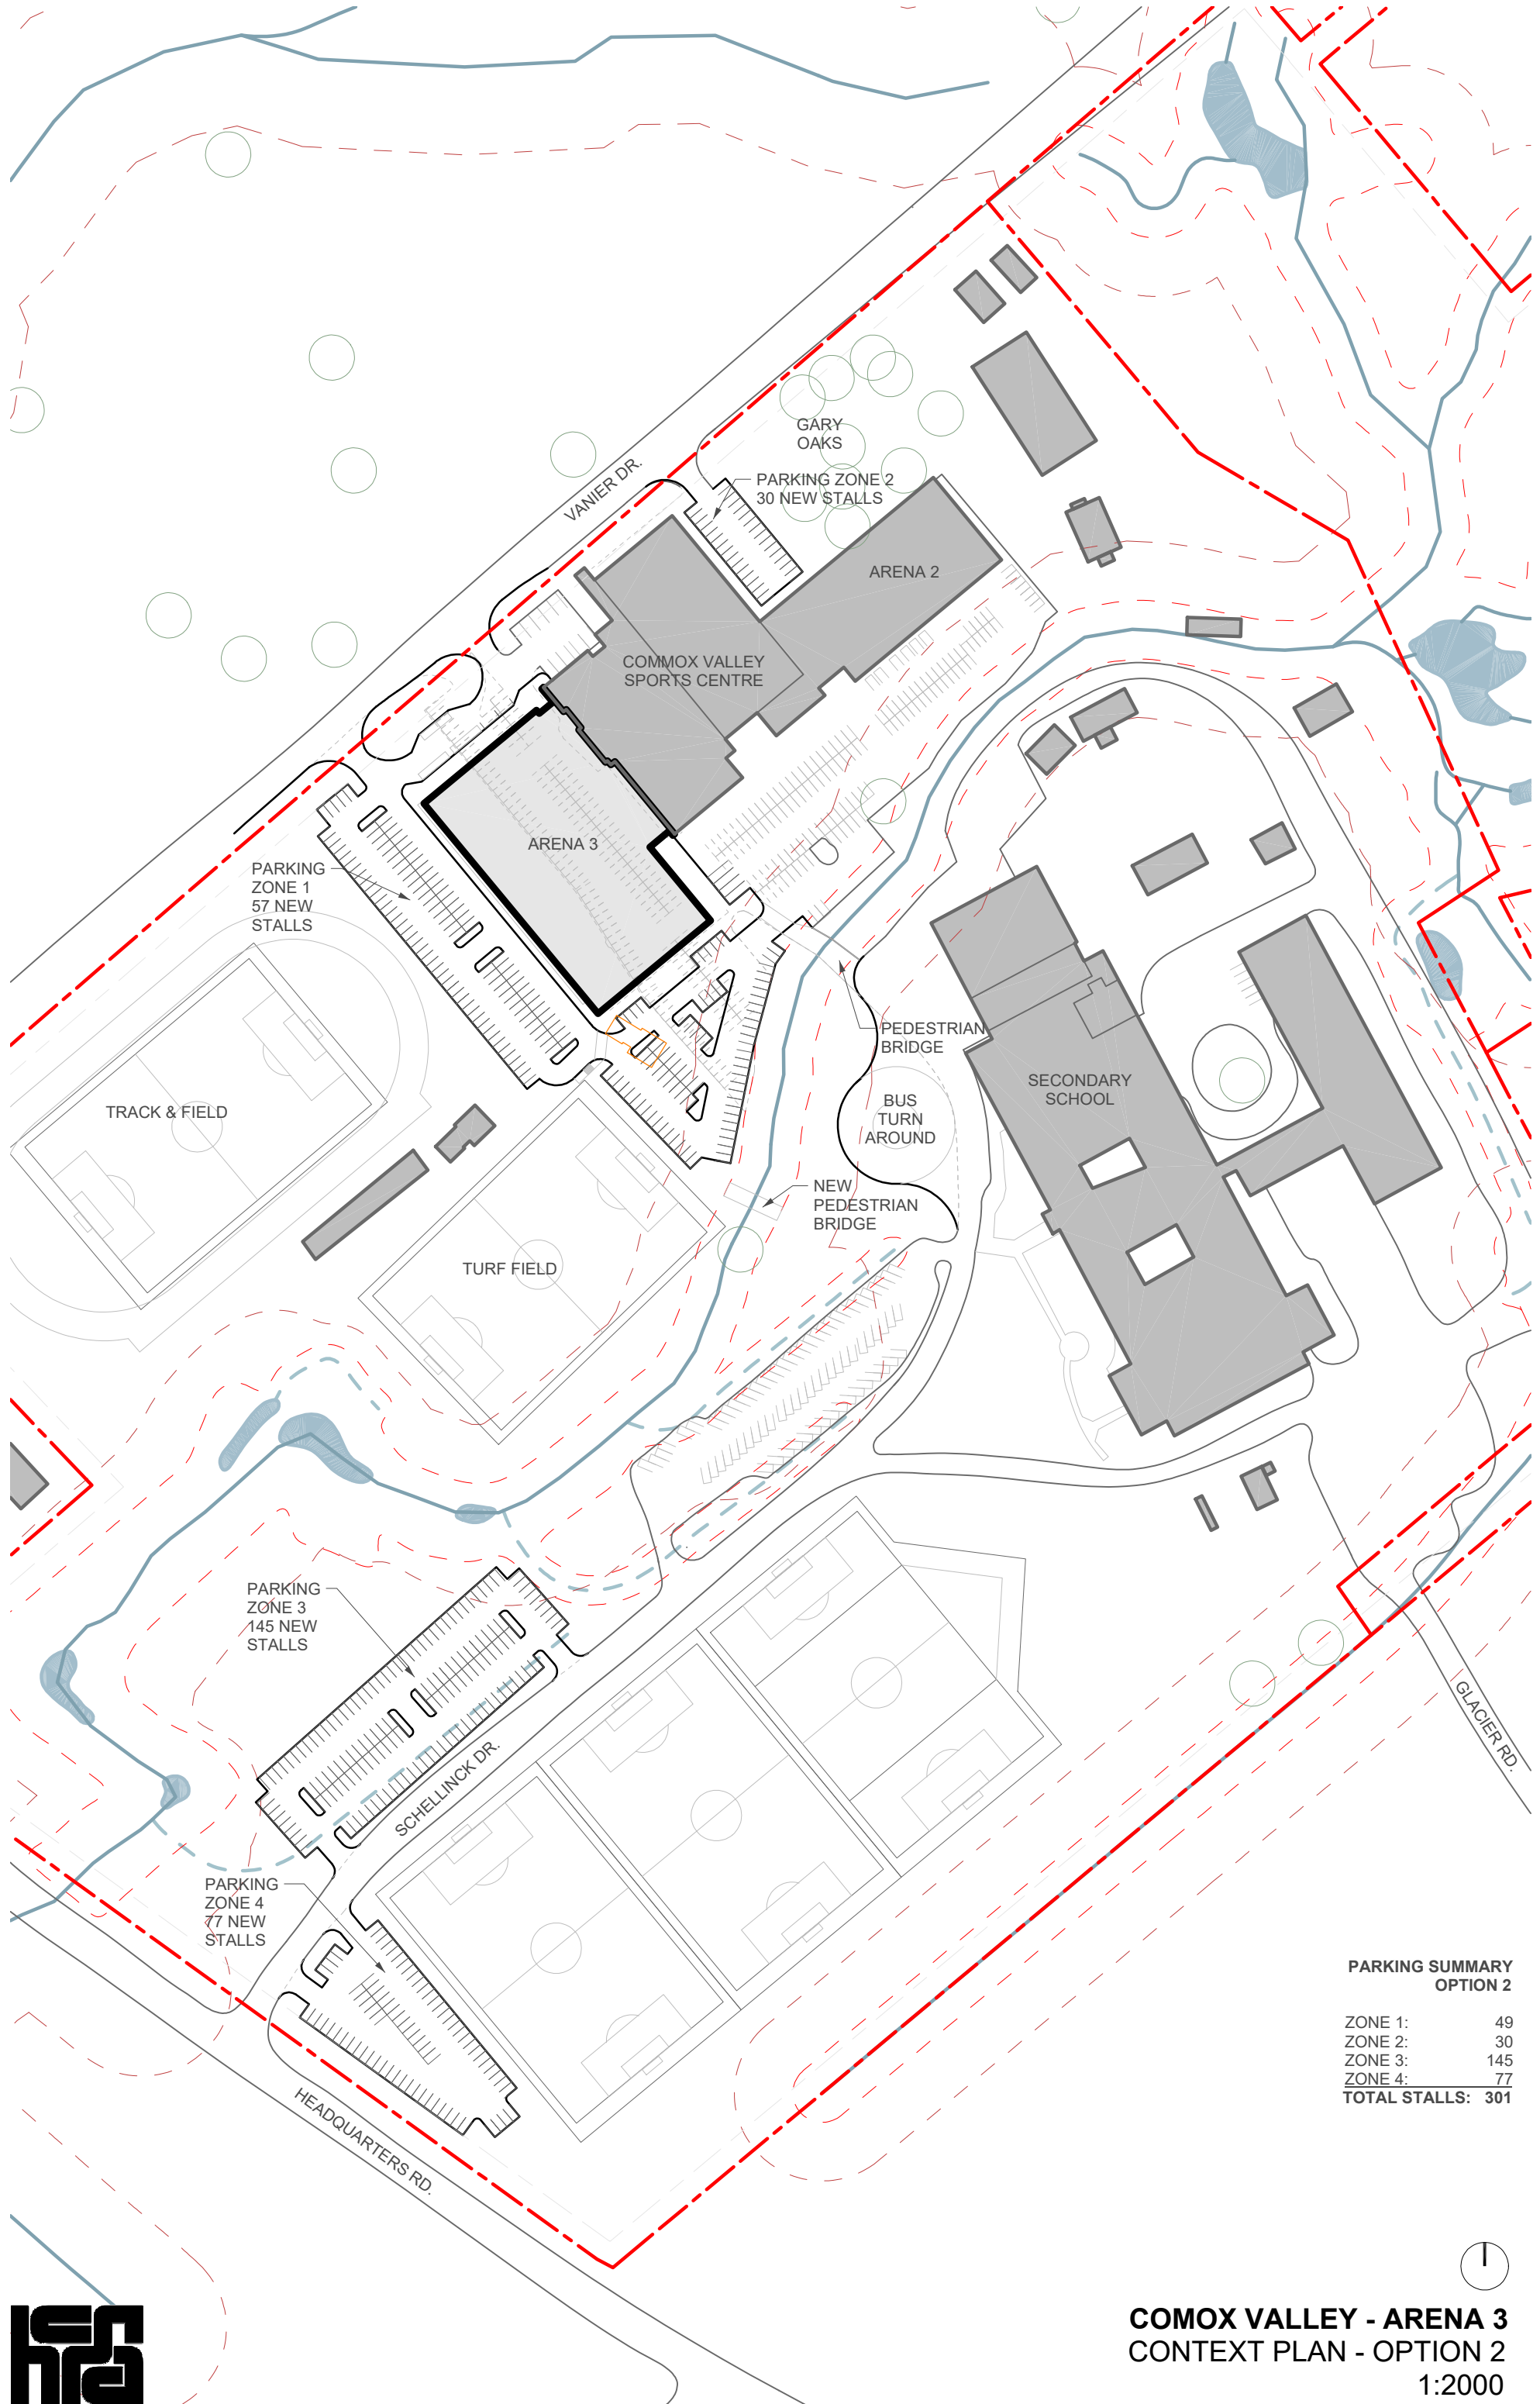 GARY
OAKS
VANIER DR.
PARKING ZONE 2
30 NEW STALLS
ARENA 2
COMMOX VALLEY
SPORTS CENTRE
ARENA 3
PARKING
ZONE 1
57 NEW
STALLS
PEDESTRIAN
BRIDGE
SECONDARY
SCHOOL
TRACK & FIELD
BUS
TURN
AROUND
NEW
PEDESTRIAN
BRIDGE
TURF FIELD
PARKING
ZONE 3
145 NEW
STALLS
GLACIER RD.
SCHELLINCK DR.
PARKING
ZONE 4
77 NEW
STALLS
HEADQUARTERS RD.
PARKING SUMMARY
OPTION 2
ZONE 1: 49
ZONE 2: 30
ZONE 3: 145
ZONE 4: 77
TOTAL STALLS: 301
COMOX VALLEY - ARENA 3
CONTEXT PLAN - OPTION 2
1:2000